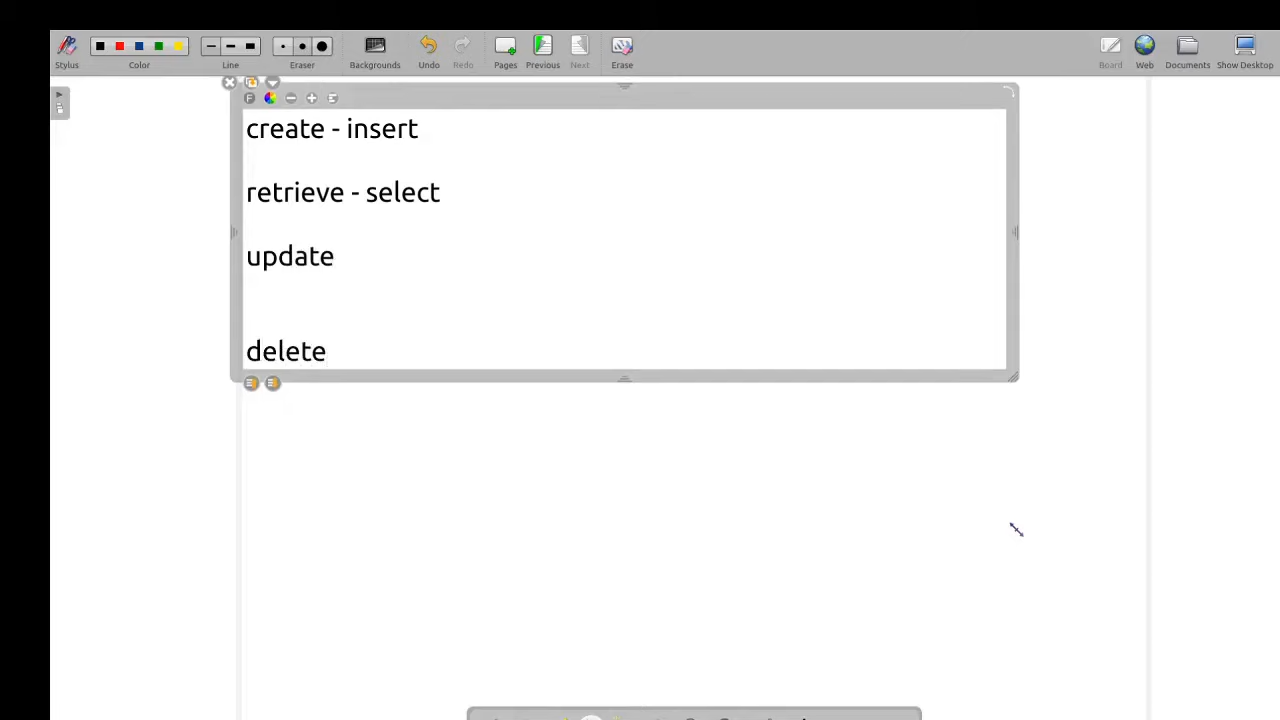 Stylus
Color
Line
Eraser
Backgrounds
Undo
Redo
Pages
Previous
Next
Erase
Board
Web
Documents
Show Desktop
F
create - insert
retrieve - select
update
delete